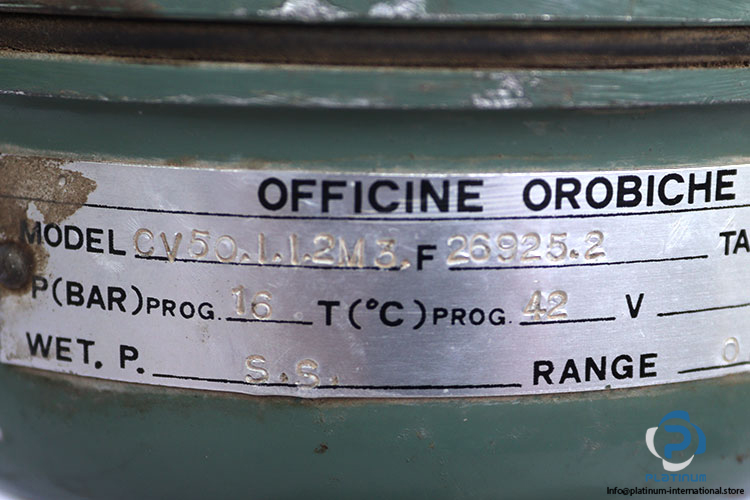 OFFICINE OROBICHE
MODEL CV50.1.1.2M3. F 26925.2 TA
P(BAR)PROG. 16 T(°C)PROG. 42 V
WET. P. S.S. RANGE 0
PLATINUM
Info@platinum-international.store